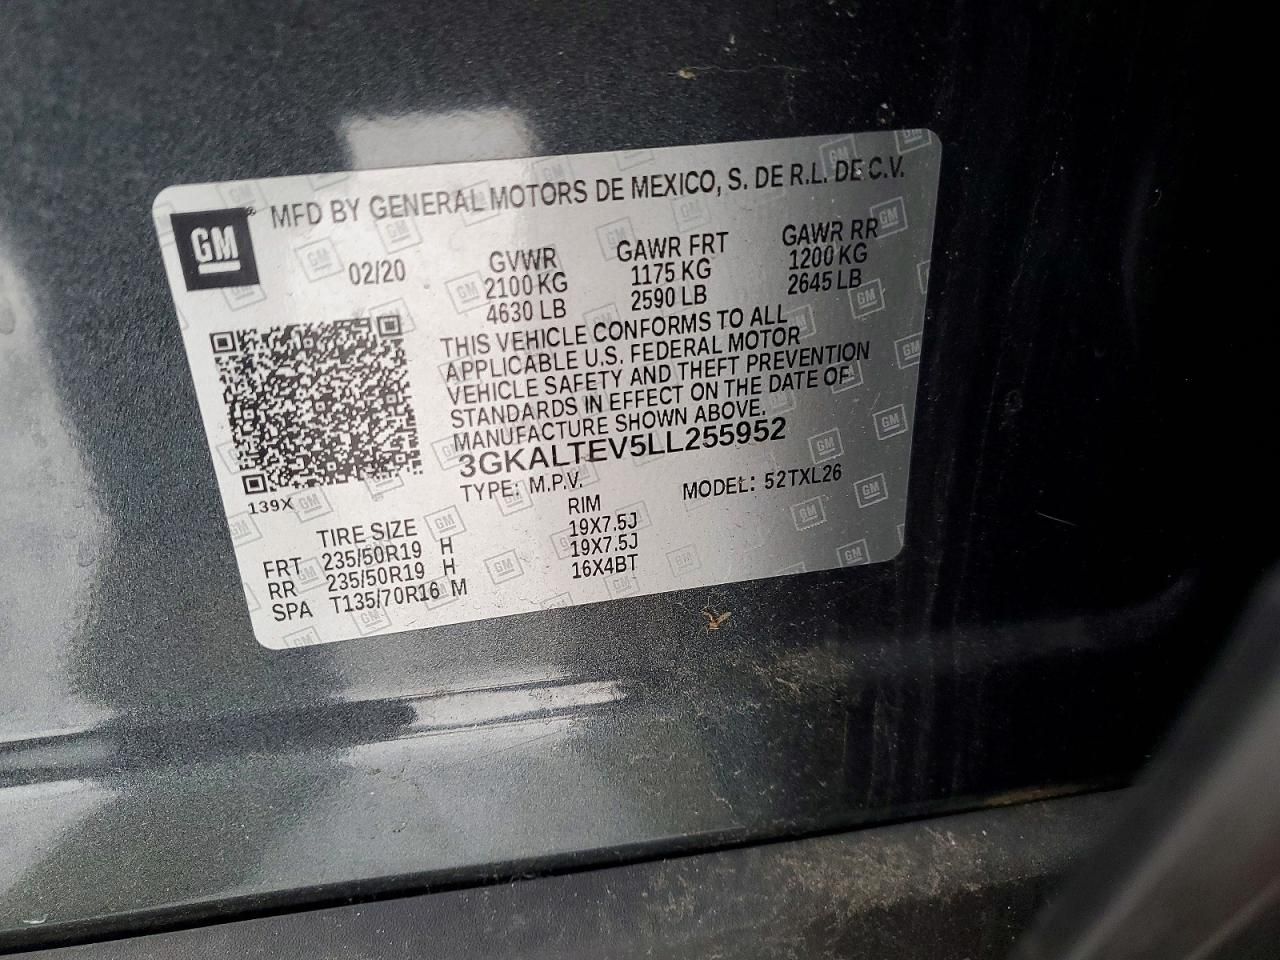 GM ® MFD BY GENERAL MOTORS DE MEXICO, S. DE R.L. DE C.V.
02/20 GVWR GAWR FRT GAWR RR
2100 KG 1175 KG 1200 KG
4630 LB 2590 LB 2645 LB
THIS VEHICLE CONFORMS TO ALL
APPLICABLE U.S. FEDERAL MOTOR
VEHICLE SAFETY AND THEFT PREVENTION
STANDARDS IN EFFECT ON THE DATE OF
MANUFACTURE SHOWN ABOVE.
3GKALTEV5LL255952
TYPE: M.P.V. MODEL: 52TXL26
139X
TIRE SIZE RIM
FRT 235/50R19 H 19X7.5J
RR 235/50R19 H 19X7.5J
SPA T135/70R16 M 16X4BT